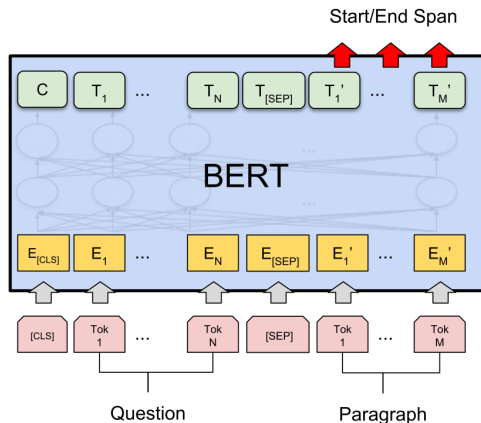 Start/End Span
C T1 ... TN T[SEP] T1' ... TM'
...
BERT
...
E[CLS] E1 ... EN E[SEP] E1' ... EM'
[CLS] Tok 1 ... Tok N [SEP] Tok 1 ... Tok M
Question Paragraph